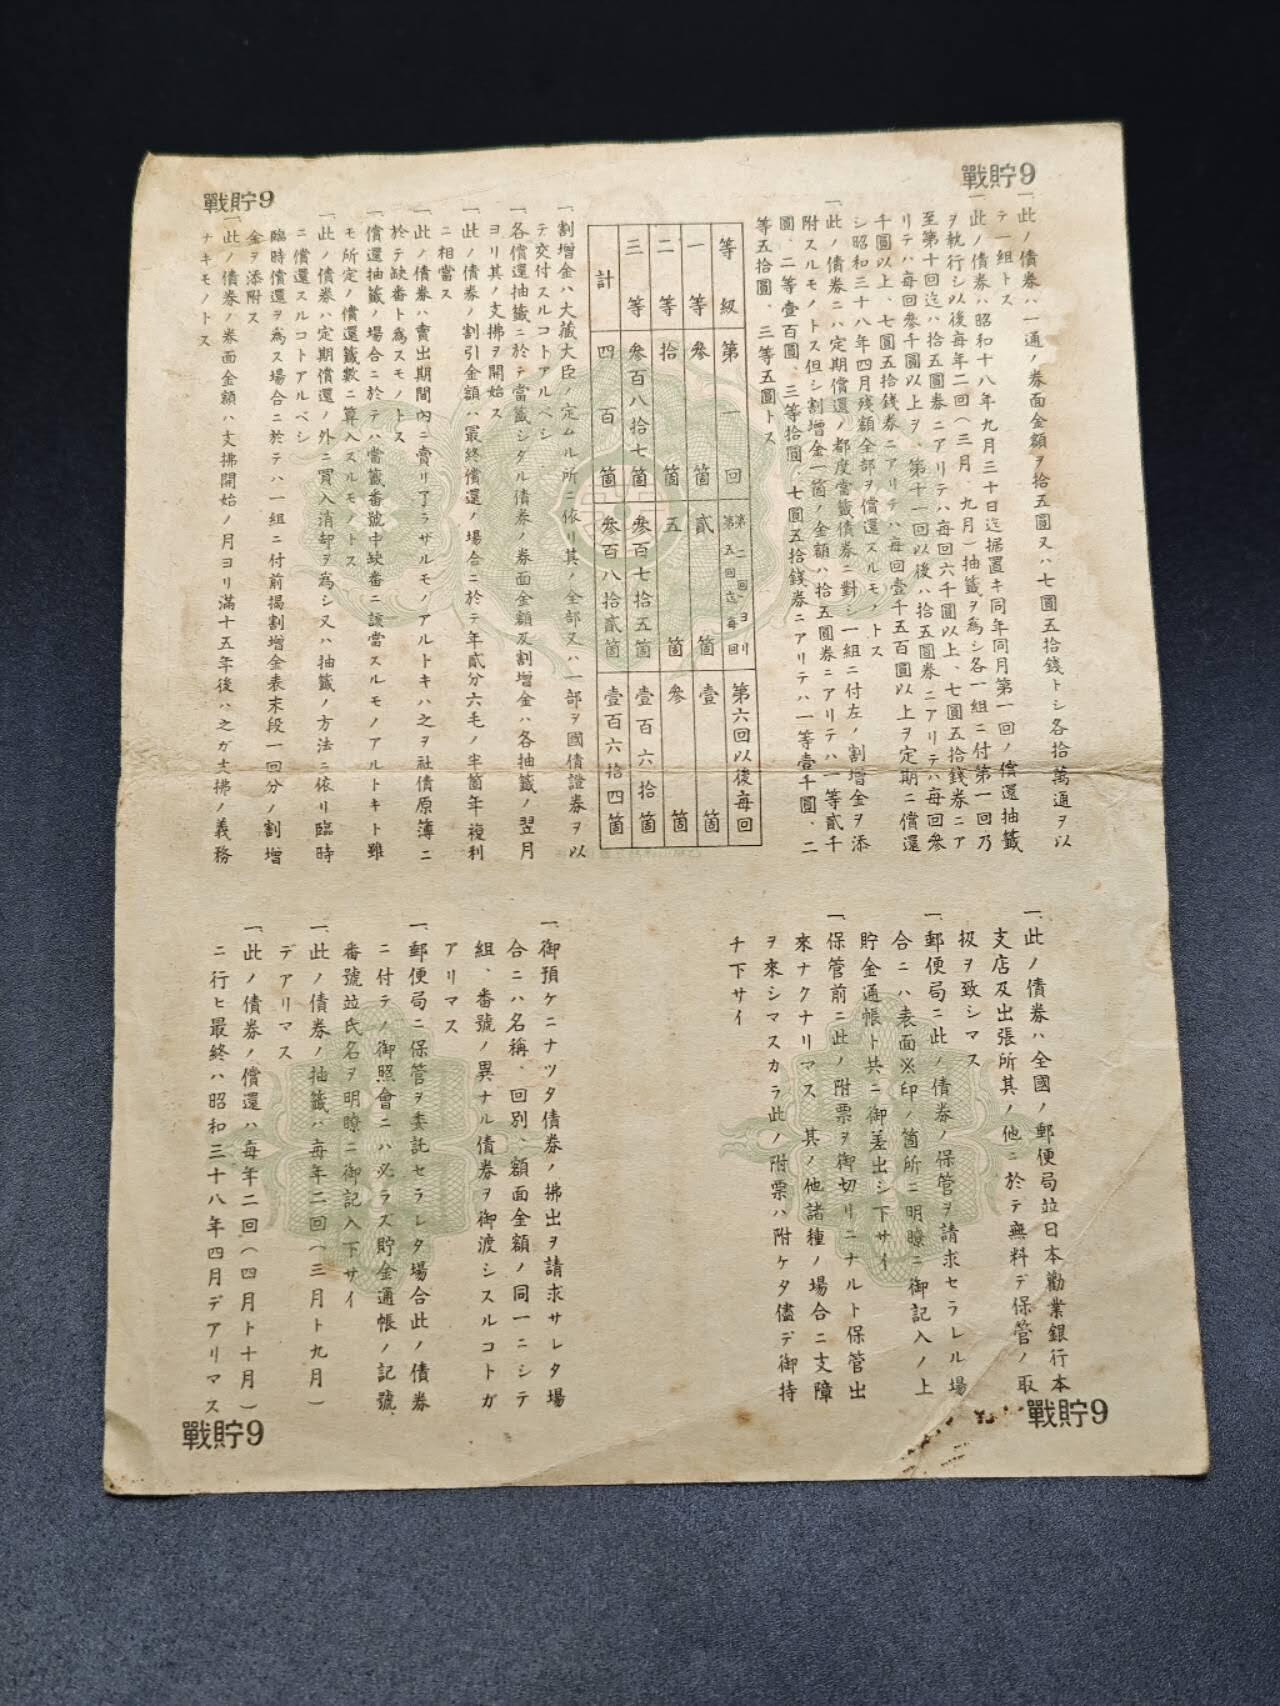 戰貯9
戰貯9
一、此ノ債券ハ一通ノ券面金額ヲ拾五圓又ハ七圓五拾錢トシ各拾萬通ヲ以
テ一組トス
一、此ノ債券ハ昭和十八年九月三十日迄据置キ同年同月第一回ノ償還抽籤
ヲ執行シ以後每年二回(三月、九月)抽籤ヲ爲シ各一組ニ付第一回乃
至第十回迄ハ拾五圓券ニアリテハ每回六千圓以上、七圓五拾錢券ニア
リテハ每回參千圓以上ヲ、第十一回以後ハ拾五圓券ニアリテハ每回參
千圓以上、七圓五拾錢券ニアリテハ每回壹千五百圓以上ヲ定期ニ償還
シ昭和三十八年四月殘額全部ヲ償還スルモノトス
一、此ノ債券ニハ定期償還ノ都度當籤債券ニ對シ一組ニ付左ノ割增金ヲ添
附スルモノトス但シ割增金一箇ノ金額ハ拾五圓券ニアリテハ一等貳千
圓、二等壹百圓、三等拾圓、七圓五拾錢券ニアリテハ一等壹千圓、二
等五拾圓、三等五圓トス
等級 第一回 第二回ヨリ第五回迄每回 第六回以後每回
一等 參箇 貳箇 壹箇
二等 拾箇 五箇 參箇
三等 參百八拾七箇 參百七拾五箇 壹百六拾箇
計 四百箇 參百八拾貳箇 壹百六拾四箇
一、割增金ハ大藏大臣ノ定ムル所ニ依リ其ノ全部又ハ一部ヲ國債證券ヲ以
テ交付スルコトアルベシ
一、各償還抽籤ニ於テ當籤シタル債券ノ券面金額及割增金ハ各抽籤ノ翌月
ヨリ其ノ支拂ヲ開始ス
一、此ノ債券ノ割引金額ハ最終償還ノ場合ニ於テ年貳分六毛ノ半箇年複利
ニ相當ス
一、此ノ債券ハ賣出期間內ニ賣リ了ラザルモノアルトキハ之ヲ社債原簿ニ
於テ缺番ト爲スモノトス
一、償還抽籤ノ場合ニ於テハ當籤番號中缺番ニ該當スルモノアルトキト雖
モ所定ノ償還籤數ニ算入スルモノトス
一、此ノ債券ハ定期償還ノ外ニ買入消却ヲ爲シ又ハ抽籤ノ方法ニ依リ臨時
ニ償還スルコトアルベシ
臨時償還ヲ爲ス場合ニ於テハ一組ニ付前揭割增金表末段一回分ノ割增
金ヲ添附ス
一、此ノ債券ノ券面金額ハ支拂開始ノ月ヨリ滿十五年後ハ之ガ支拂ノ義務
ナキモノトス
一、此ノ債券ハ全國ノ郵便局竝日本勸業銀行本
支店及出張所其ノ他ニ於テ無料デ保管ノ取
扱ヲ致シマス
一、郵便局ニ此ノ債券ノ保管ヲ請求セラレル場
合ニハ表面※印ノ箇所ニ明瞭ニ御記入ノ上
貯金通帳ト共ニ御差出シ下サイ
一、保管前ニ此ノ附票ヲ御切リニナルト保管出
來ナクナリマス 其ノ他諸種ノ場合ニ支障
ヲ來シマスカラ此ノ附票ハ附ケタ儘デ御持
チ下サイ
一、御預ケニナツタ債券ノ拂出ヲ請求サレタ場
合ニハ名稱、回別、額面金額ノ同一ニシテ
組、番號ノ異ナル債券ヲ御渡シスルコトガ
アリマス
一、郵便局ニ保管ヲ委託セラレタ場合此ノ債券
ニ付テノ御照會ニハ必ラズ貯金通帳ノ記號、
番號竝氏名ヲ明瞭ニ御記入下サイ
一、此ノ債券ノ抽籤ハ每年二回(三月ト九月)
デアリマス
一、此ノ債券ノ償還ハ每年二回(四月ト十月)
ニ行ヒ最終ハ昭和三十八年四月デアリマス
戰貯9
戰貯9